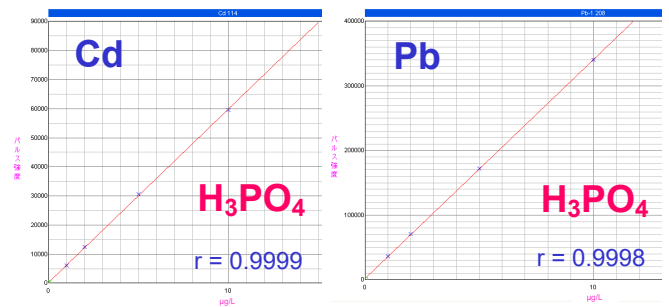 Cd 114
90000
80000
70000
60000
50000
40000
30000
20000
10000
0
パルス強度
Cd
H₃PO₄
r = 0.9999
0
10
µg/L
Pb-1 208
400000
300000
200000
100000
0
パルス強度
Pb
H₃PO₄
r = 0.9998
0
10
µg/L